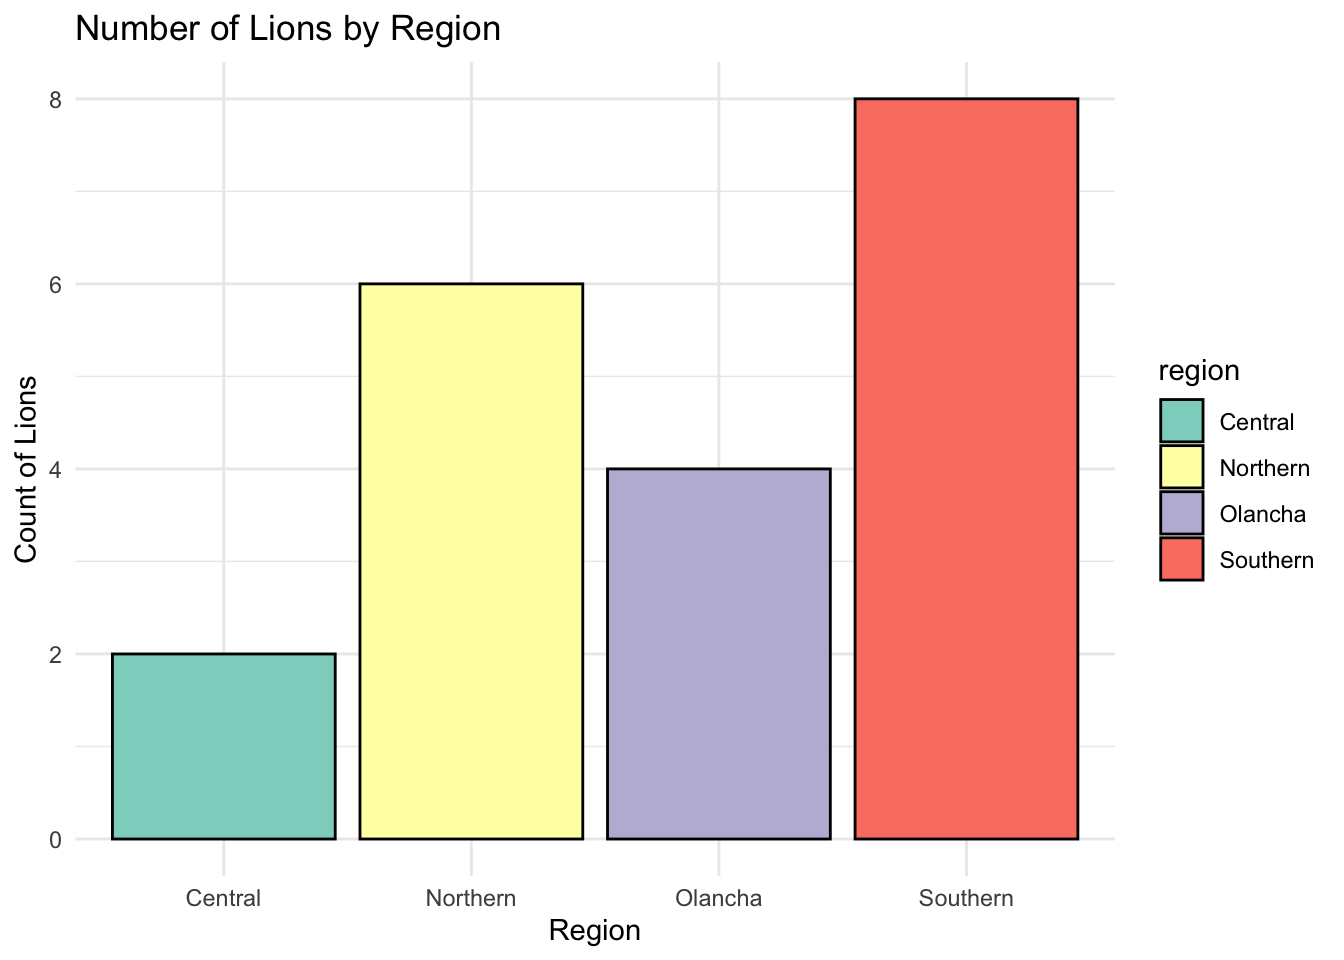 Number of Lions by Region
8
6
4
2
0
Count of Lions
Central
Northern
Olancha
Southern
Region
region
Central
Northern
Olancha
Southern